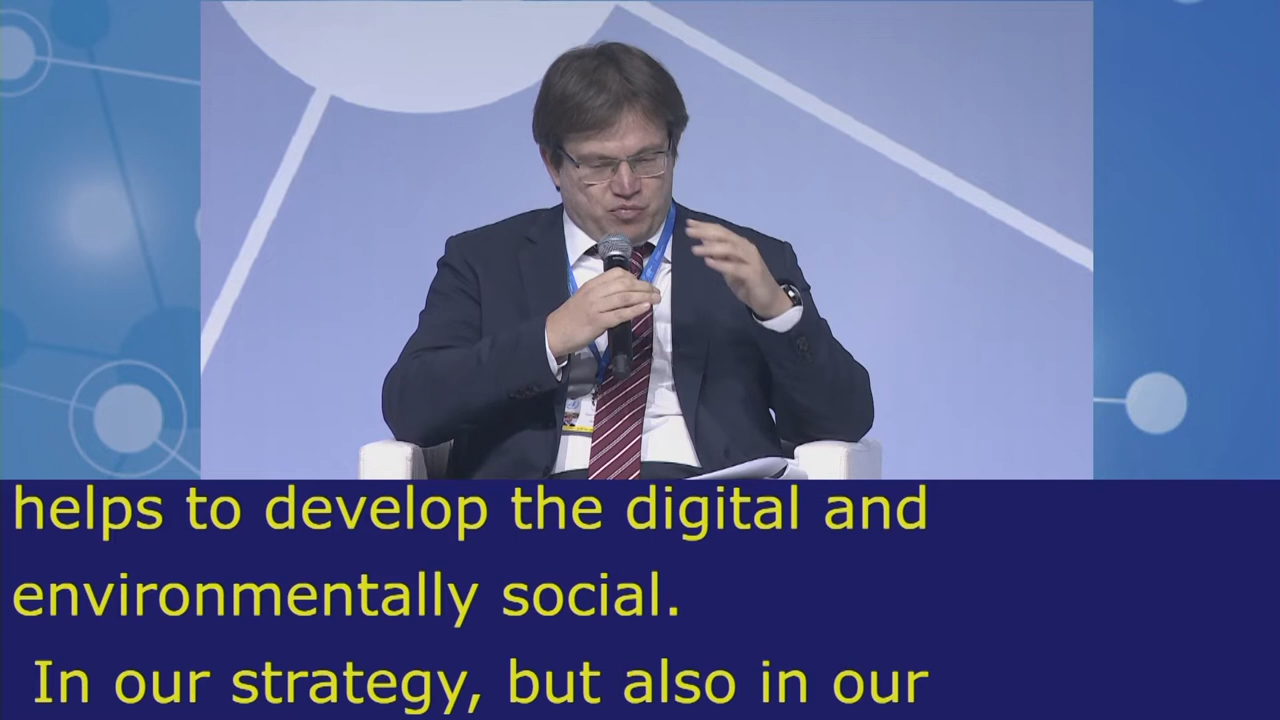 helps to develop the digital and
environmentally social.
In our strategy, but also in our